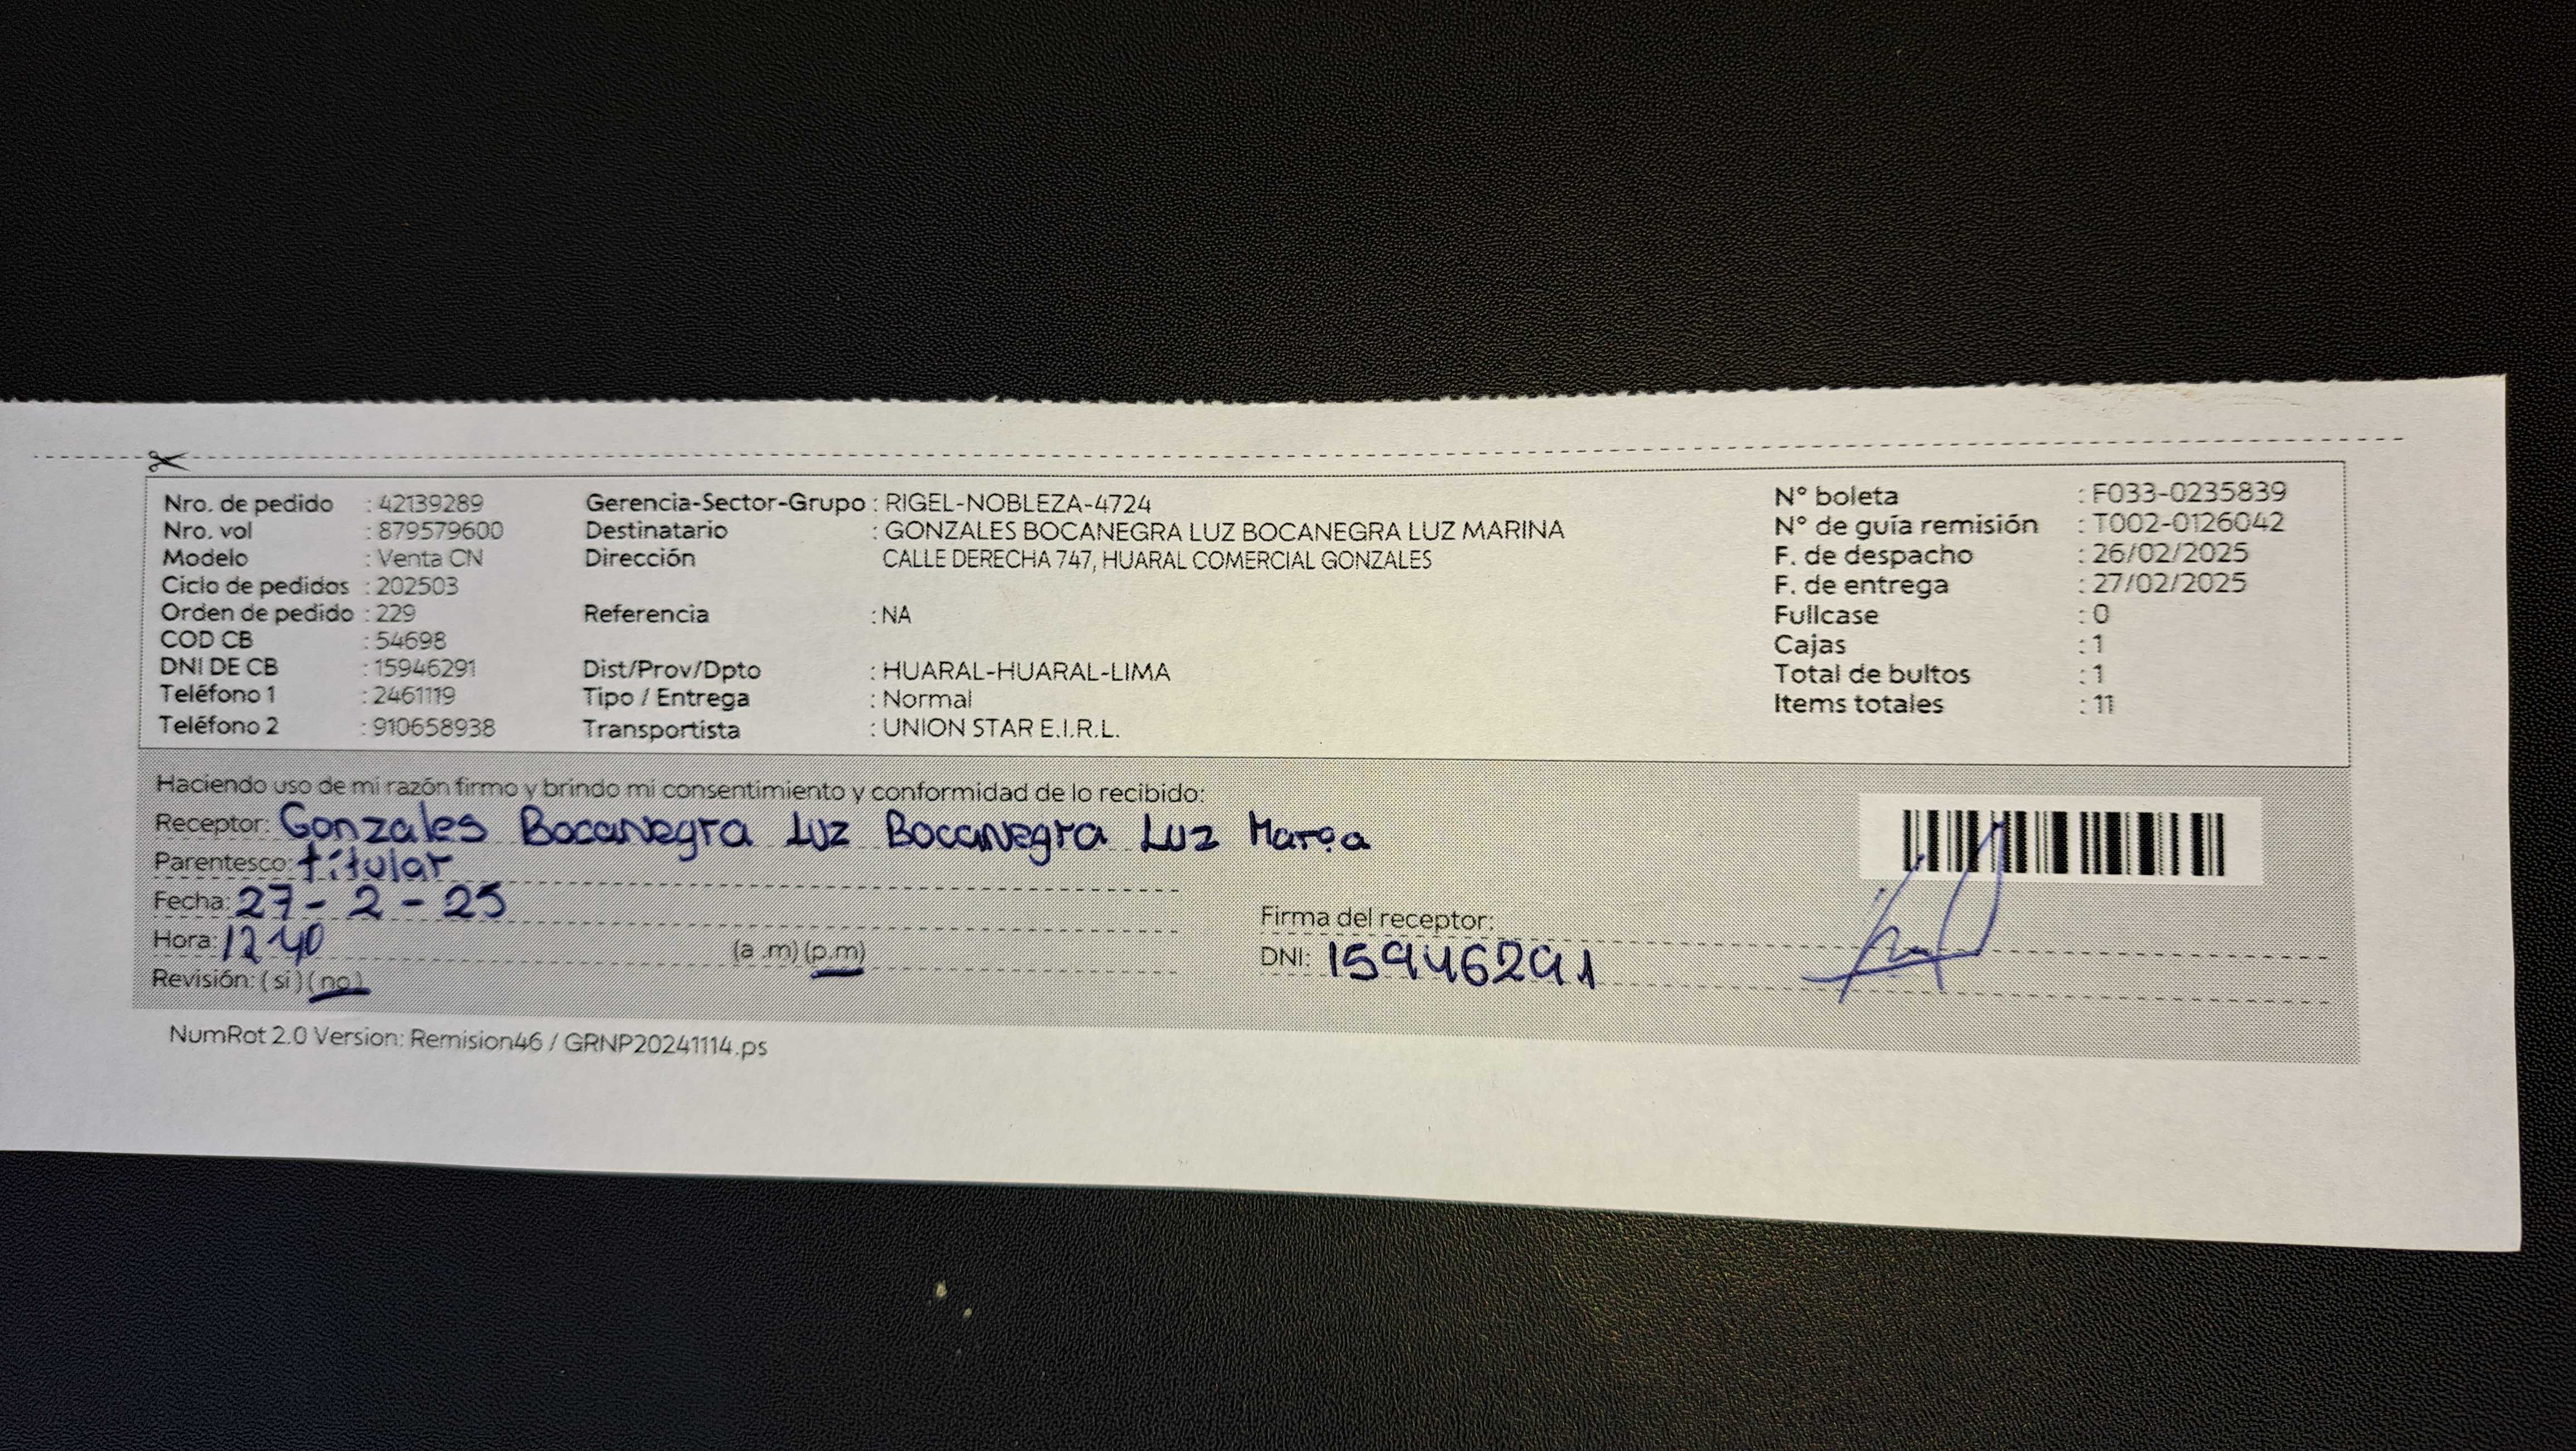 Nro. de pedido : 42139289
Nro. vol : 879579600
Modelo : Venta CN
Ciclo de pedidos : 202503
Orden de pedido : 229
COD CB : 54698
DNI DE CB : 15946291
Teléfono 1 : 2461119
Teléfono 2 : 910658938
Gerencia-Sector-Grupo : RIGEL-NOBLEZA-4724
Destinatario : GONZALES BOCANEGRA LUZ BOCANEGRA LUZ MARINA
Dirección CALLE DERECHA 747, HUARAL COMERCIAL GONZALES
Referencia : NA
Dist/Prov/Dpto : HUARAL-HUARAL-LIMA
Tipo / Entrega : Normal
Transportista : UNION STAR E.I.R.L.
N° boleta : F033-0235839
N° de guía remisión : T002-0126042
F. de despacho : 26/02/2025
F. de entrega : 27/02/2025
Fullcase : 0
Cajas : 1
Total de bultos : 1
Items totales : 11
Haciendo uso de mi razón firmo y brindo mi consentimiento y conformidad de lo recibido:
Receptor: Gonzales Bocanegra Luz Bocanegra Luz
Parentesco: titular
Fecha: 27-2-25
Hora: 12 40 (a .m) (p.m)
Revisión: ( si ) ( no )
Firma del receptor:
DNI: 15946291
NumRot 2.0 Version: Remision46 / GRNP20241114.ps